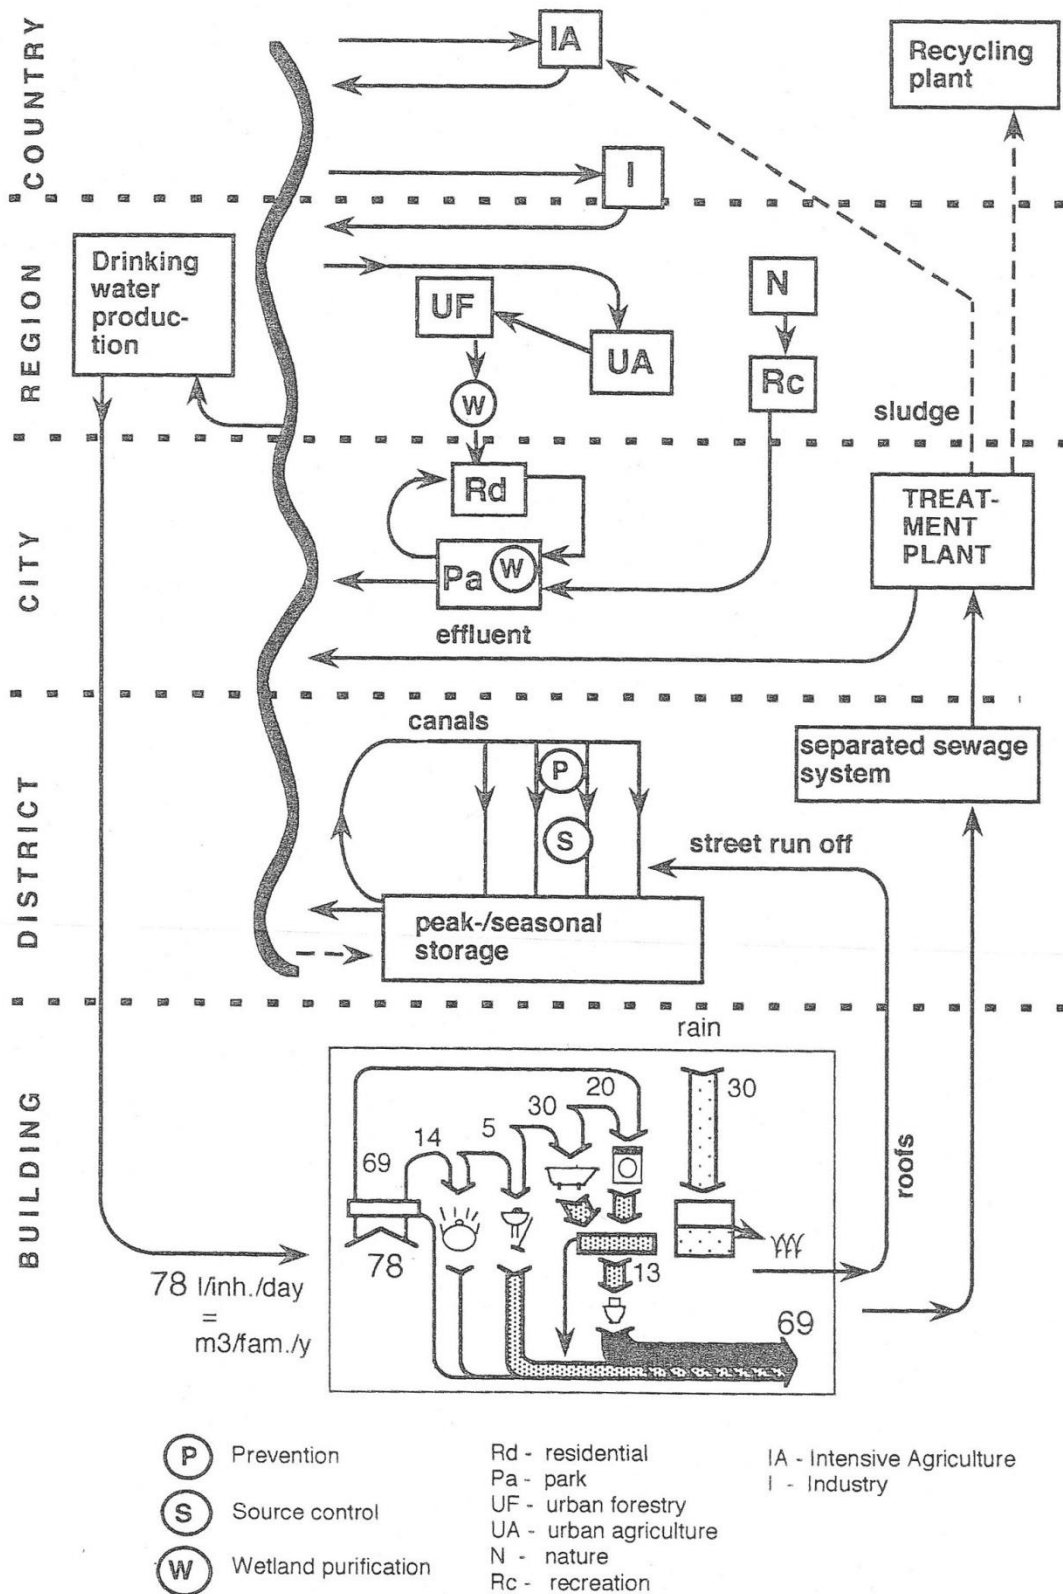 COUNTRY
IA
Recycling
plant
I
REGION
Drinking
water
produc-
tion
UF
UA
N
Rc
W
sludge
CITY
Rd
Pa
W
TREAT-
MENT
PLANT
effluent
DISTRICT
canals
P
S
separated sewage
system
street run off
peak-/seasonal
storage
BUILDING
rain
roofs
20
30
30
5
14
69
78
13
69
78 l/inh./day
=
m3/fam./y
P Prevention
S Source control
W Wetland purification
Rd - residential
Pa - park
UF - urban forestry
UA - urban agriculture
N - nature
Rc - recreation
IA - Intensive Agriculture
I - Industry